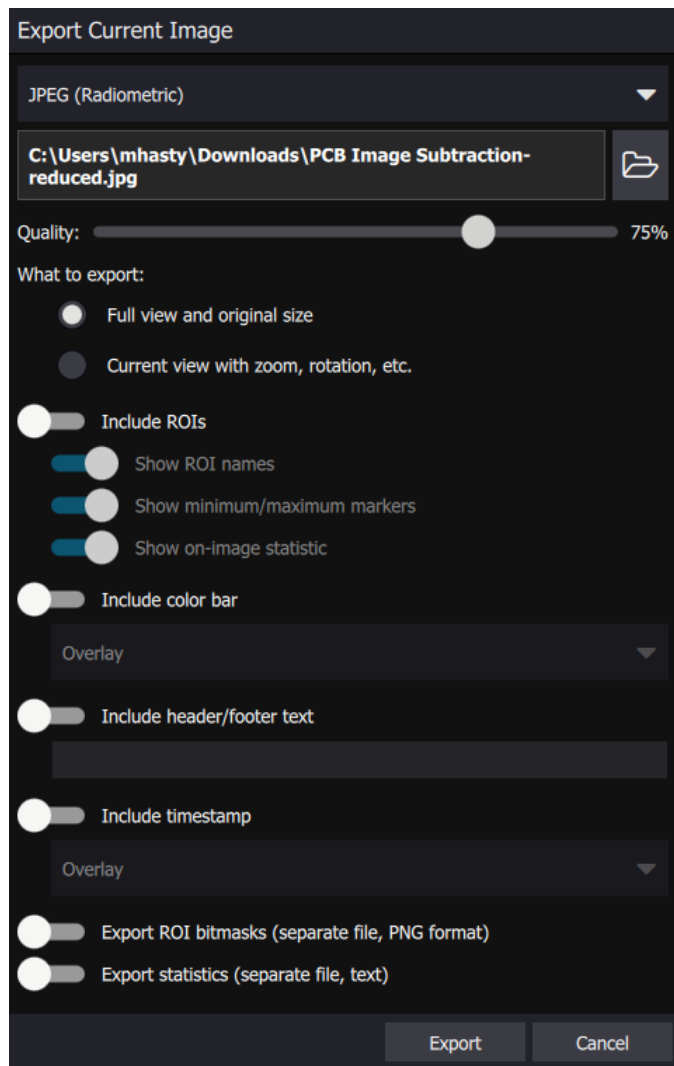 Export Current Image
JPEG (Radiometric)
C:\Users\mhasty\Downloads\PCB Image Subtraction-
reduced.jpg
Quality: 75%
What to export:
Full view and original size
Current view with zoom, rotation, etc.
Include ROIs
Show ROI names
Show minimum/maximum markers
Show on-image statistic
Include color bar
Overlay
Include header/footer text
Include timestamp
Overlay
Export ROI bitmasks (separate file, PNG format)
Export statistics (separate file, text)
Export Cancel